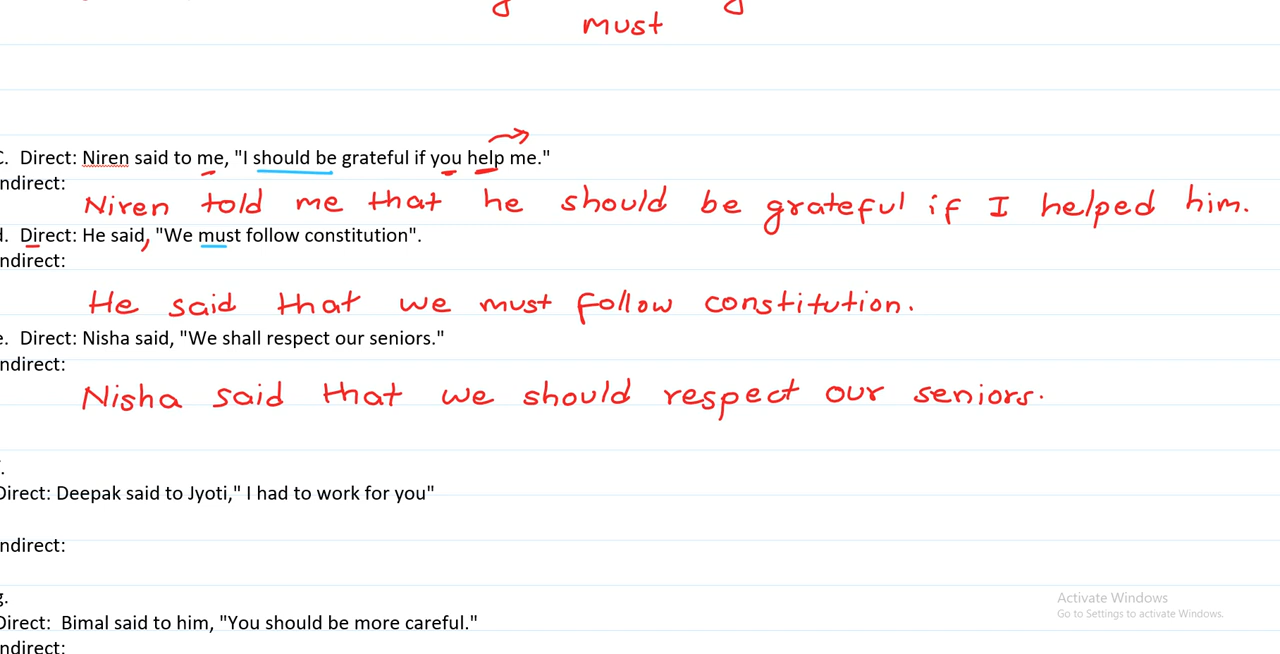 must
C. Direct: Niren said to me, "I should be grateful if you help me."
ndirect:
Niren told me that he should be grateful if I helped him.
d. Direct: He said, "We must follow constitution".
ndirect:
He said that we must follow constitution.
e. Direct: Nisha said, "We shall respect our seniors."
ndirect:
Nisha said that we should respect our seniors.
Direct: Deepak said to Jyoti," I had to work for you"
ndirect:
Activate Windows
g.
Go to Settings to activate Windows.
Direct: Bimal said to him, "You should be more careful."
ndirect: